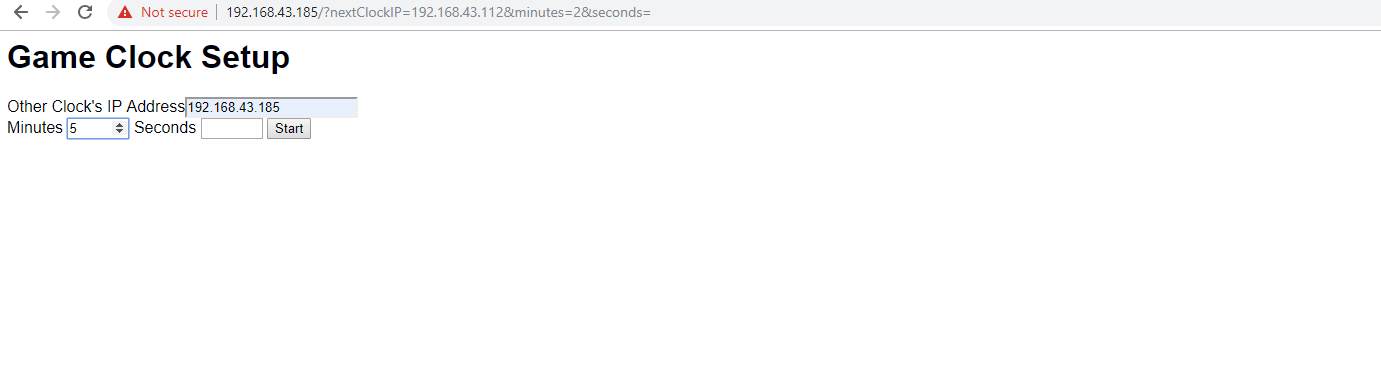 Not secure 192.168.43.185/?nextClockIP=192.168.43.112&minutes=2&seconds=
Game Clock Setup
Other Clock's IP Address 192.168.43.185
Minutes 5 Seconds Start